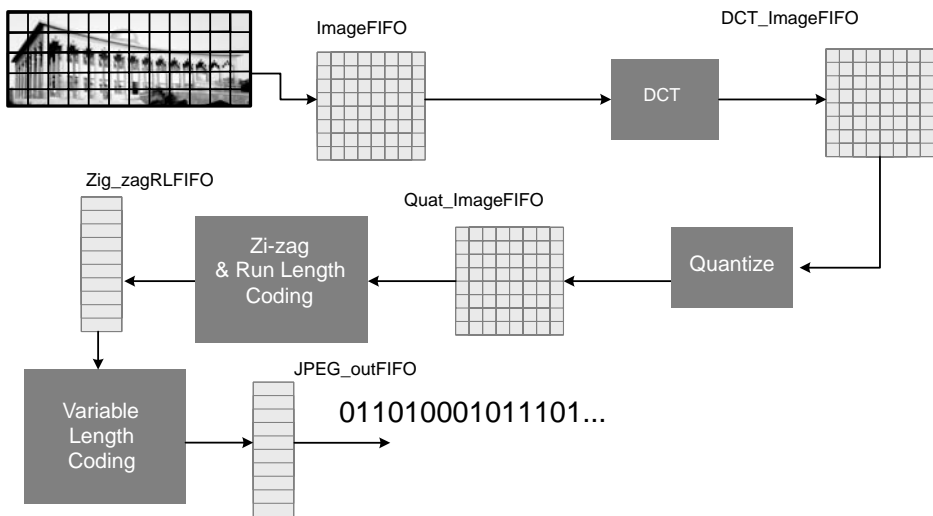 ImageFIFO
DCT_ImageFIFO
DCT
Zig_zagRLFIFO
Quat_ImageFIFO
Zi-zag
& Run Length
Coding
Quantize
JPEG_outFIFO
Variable
Length
Coding
011010001011101...